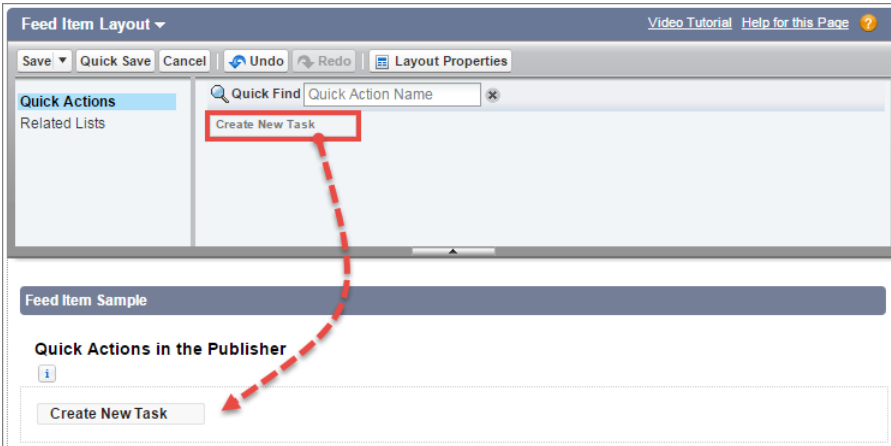 Feed Item Layout Video Tutorial Help for this Page ?
Save Quick Save Cancel Undo Redo Layout Properties
Quick Actions
Related Lists
Quick Find Quick Action Name
Create New Task
Feed Item Sample
Quick Actions in the Publisher
i
Create New Task